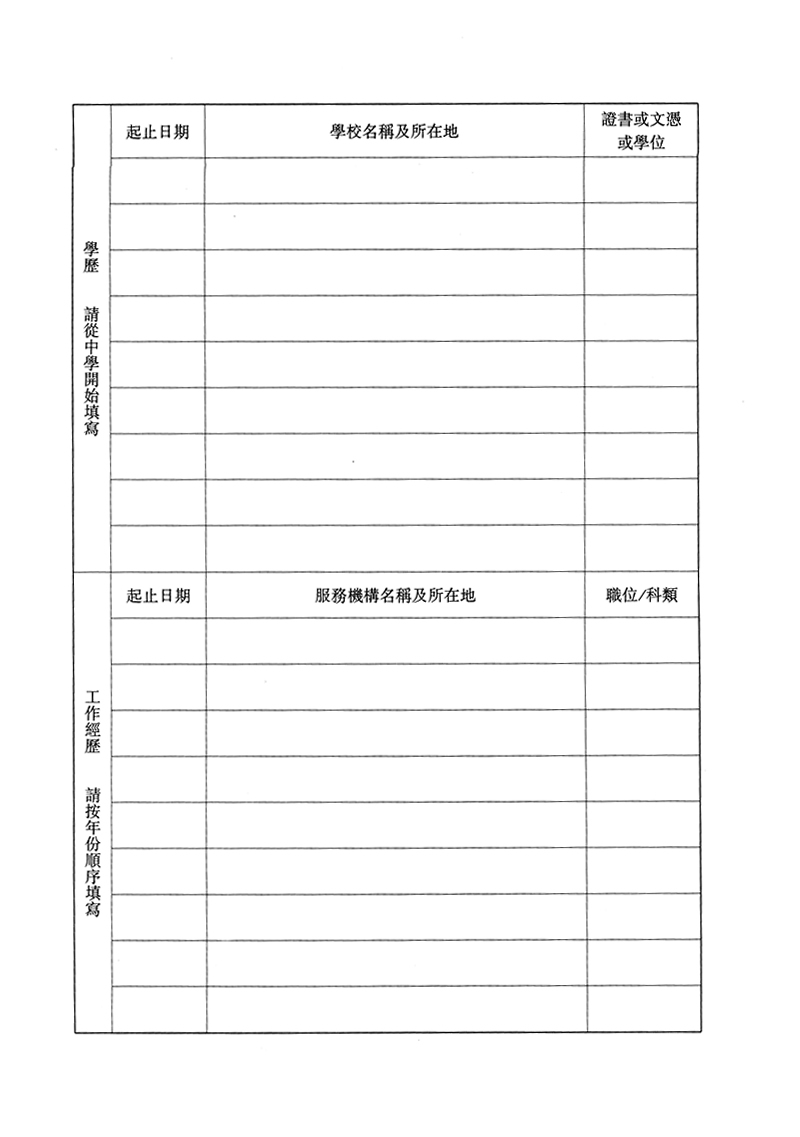 起止日期
學校名稱及所在地
證書或文憑
或學位
學歷 請從中學開始填寫
起止日期
服務機構名稱及所在地
職位/科類
工作經歷 請按年份順序填寫